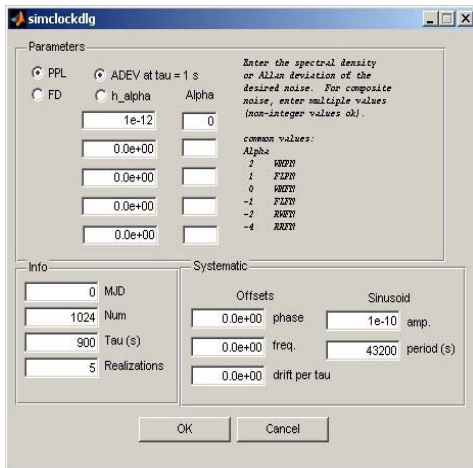 simclockdlg
Parameters
PPL ADEV at tau = 1 s
FD h_alpha Alpha
1e-12 0
0.0e+00
0.0e+00
0.0e+00
0.0e+00
Enter the spectral density
or Allan deviation of the
desired noise. For composite
noise, enter multiple values
(non-integer values ok).
common values:
Alpha
2 WHPN
1 FLPN
0 WHFN
-1 FLFN
-2 RWFN
-4 RRFN
Info
0 MJD
1024 Num
900 Tau (s)
5 Realizations
Systematic
Offsets Sinusoid
0.0e+00 phase 1e-10 amp.
0.0e+00 freq. 43200 period (s)
0.0e+00 drift per tau
OK Cancel